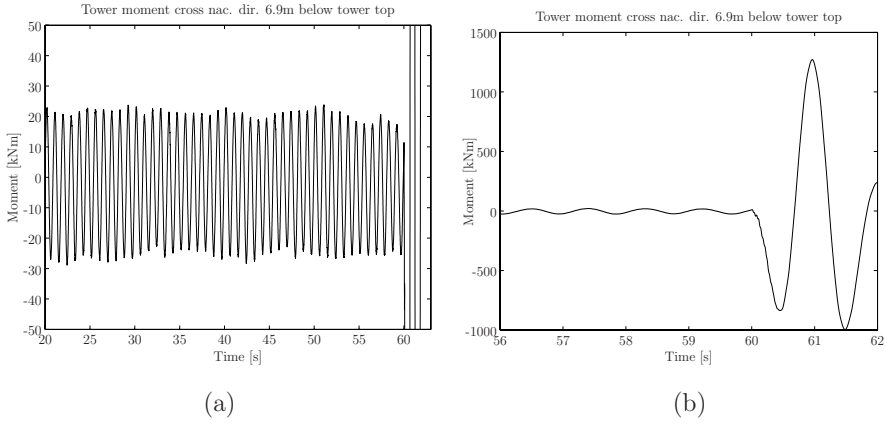 Tower moment cross nac. dir. 6.9m below tower top
50
40
30
20
10
0
-10
-20
-30
-40
-50
Moment [kNm]
20 25 30 35 40 45 50 55 60
Time [s]
(a)
Tower moment cross nac. dir. 6.9m below tower top
1500
1000
500
0
-500
-1000
Moment [kNm]
56 57 58 59 60 61 62
Time [s]
(b)